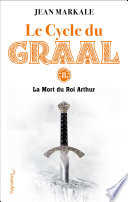 JEAN MARKALE
Le Cycle du
GRAAL
8
La Mort du Roi Arthur